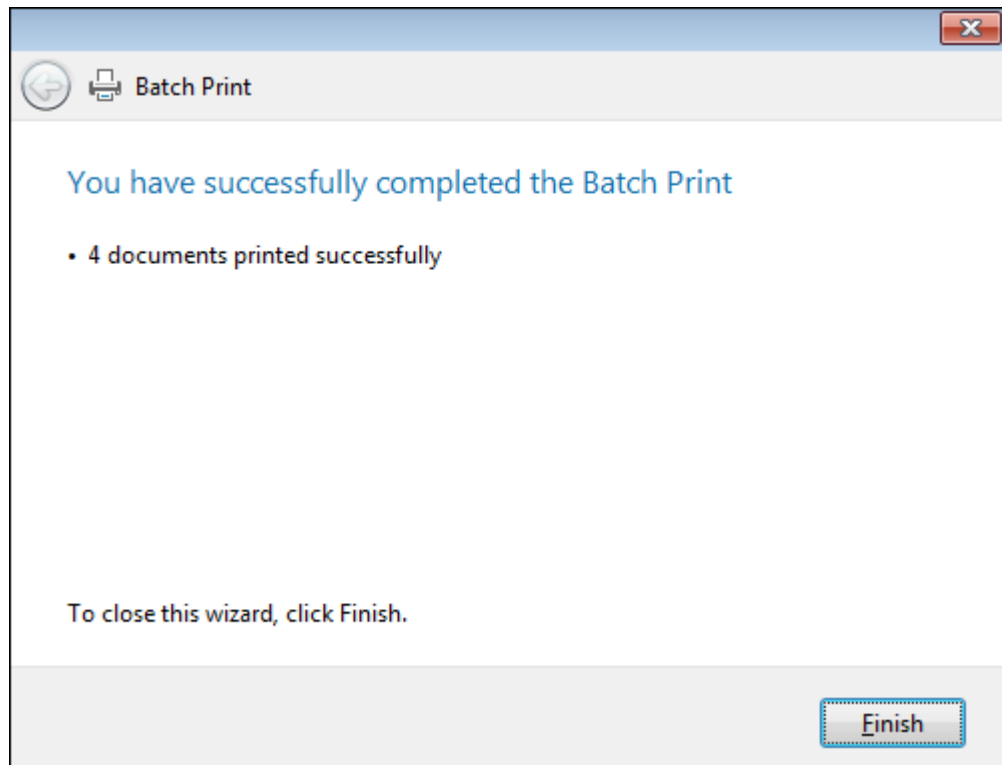 Batch Print
You have successfully completed the Batch Print
• 4 documents printed successfully
To close this wizard, click Finish.
Finish